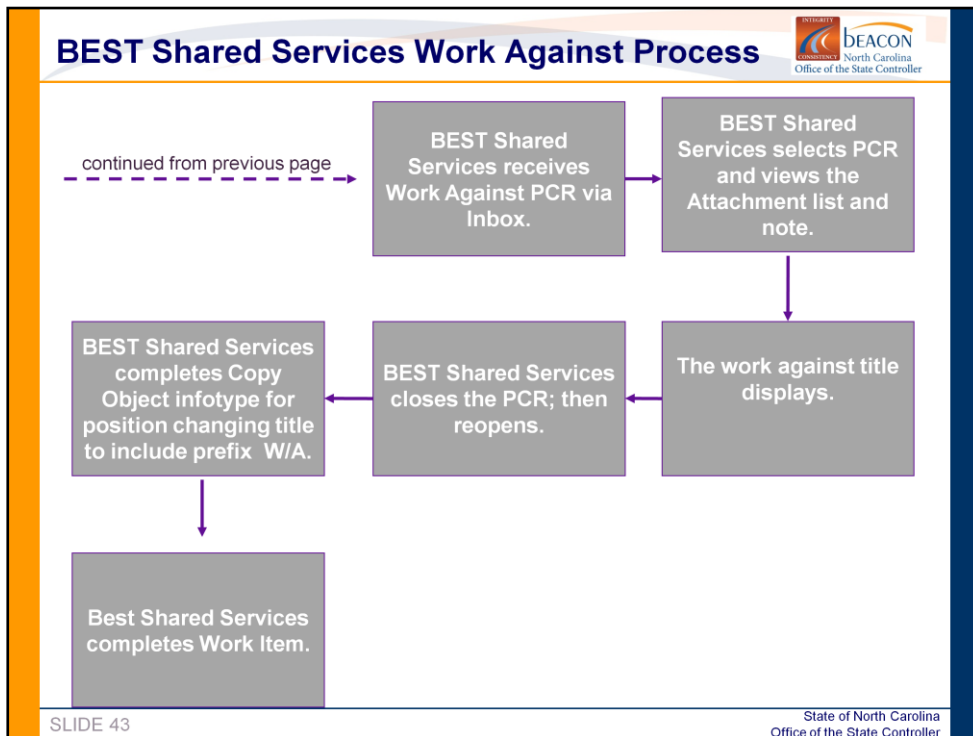 BEST Shared Services Work Against Process
INTEGRITY
CONSISTENCY
bEACON
North Carolina
Office of the State Controller
continued from previous page
BEST Shared
Services receives
Work Against PCR via
Inbox.
BEST Shared
Services selects PCR
and views the
Attachment list and
note.
The work against title
displays.
BEST Shared Services
closes the PCR; then
reopens.
BEST Shared Services
completes Copy
Object infotype for
position changing title
to include prefix W/A.
Best Shared Services
completes Work Item.
SLIDE 43
State of North Carolina
Office of the State Controller